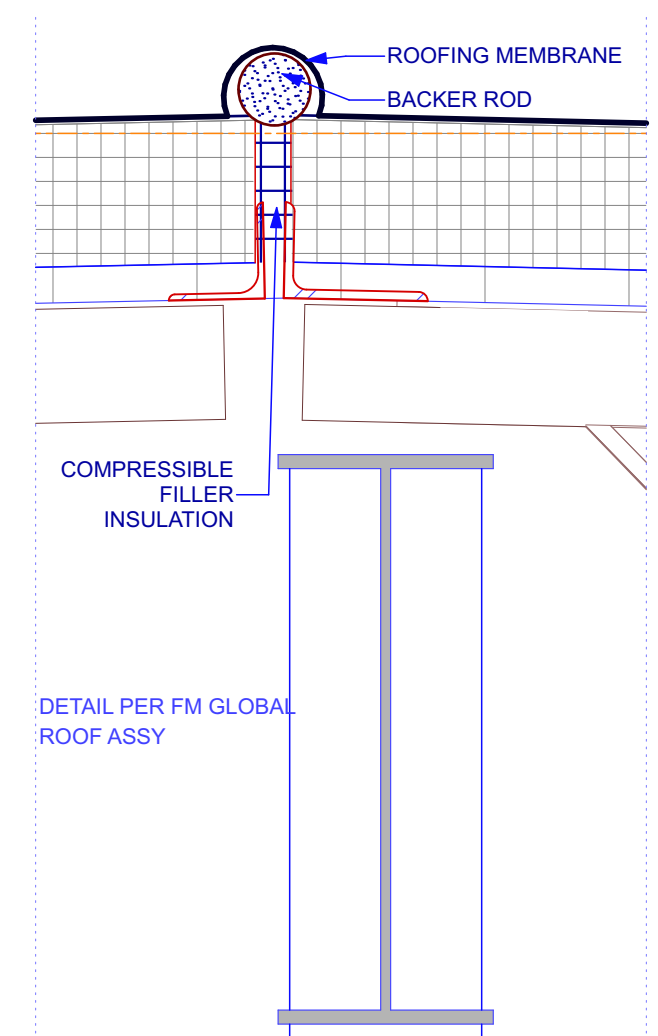 ROOFING MEMBRANE
BACKER ROD
COMPRESSIBLE
FILLER
INSULATION
DETAIL PER FM GLOBAL
ROOF ASSY